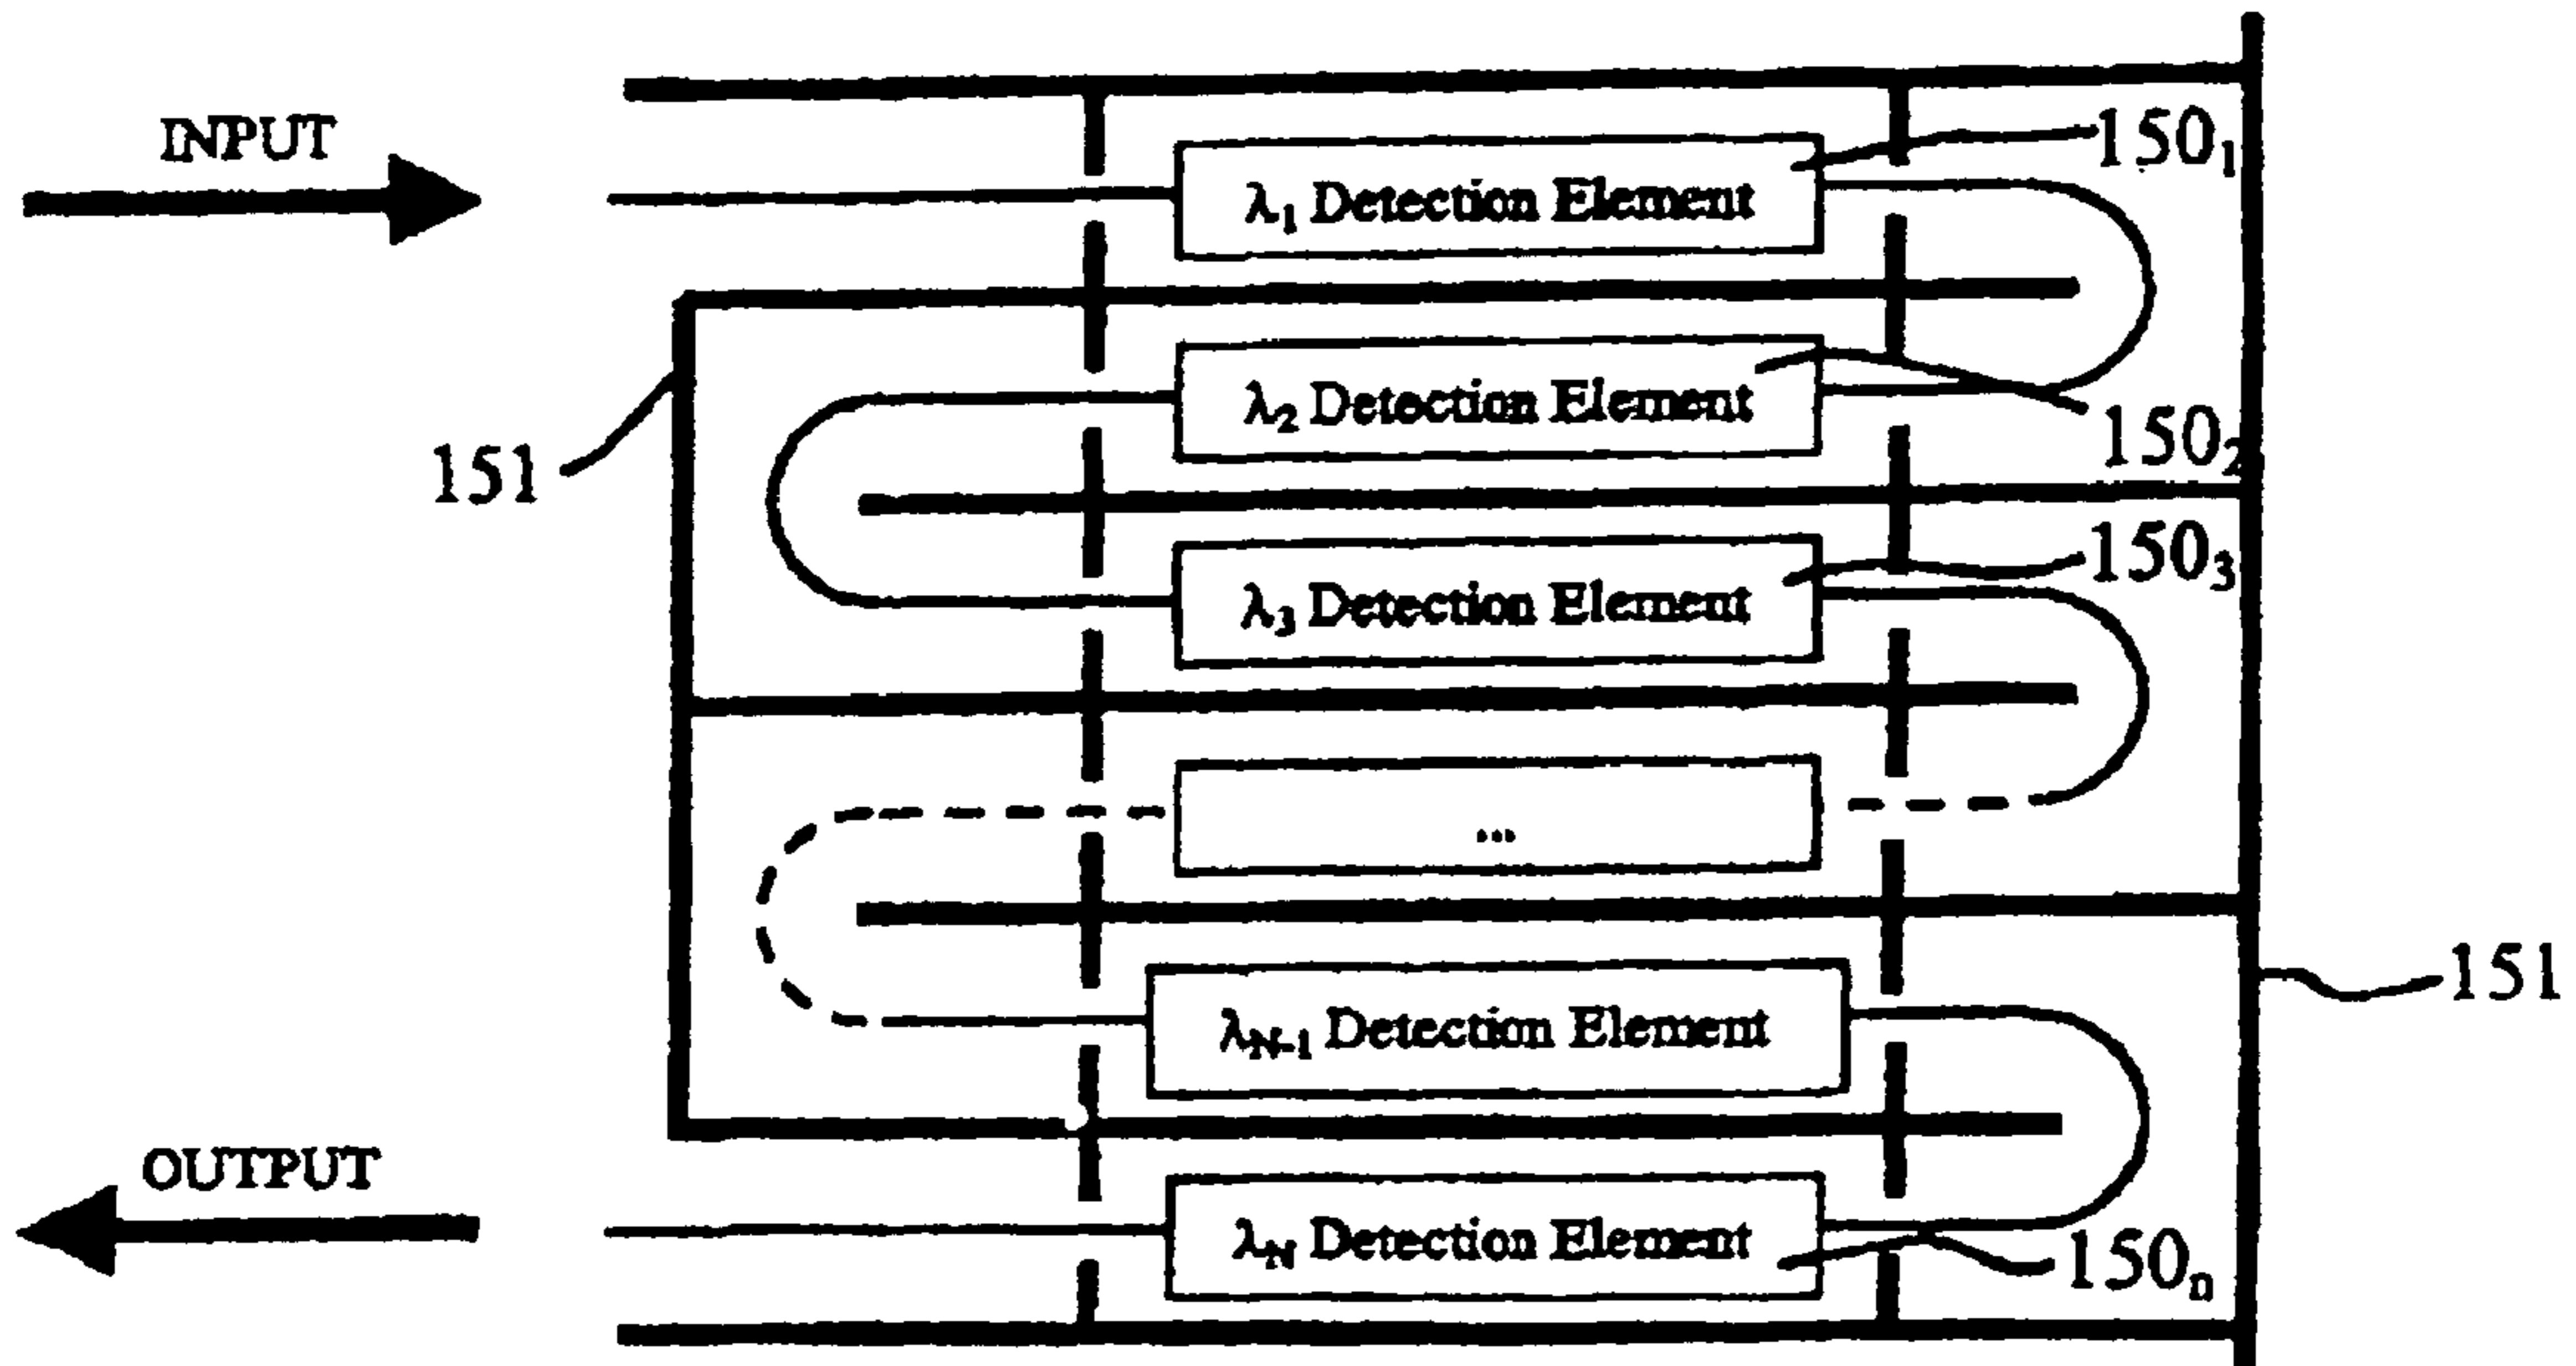 INPUT
150₁
λ₁ Detection Element
λ₂ Detection Element
150₂
151
150₃
λ₃ Detection Element
...
151
λN-1 Detection Element
OUTPUT
λN Detection Element
150n